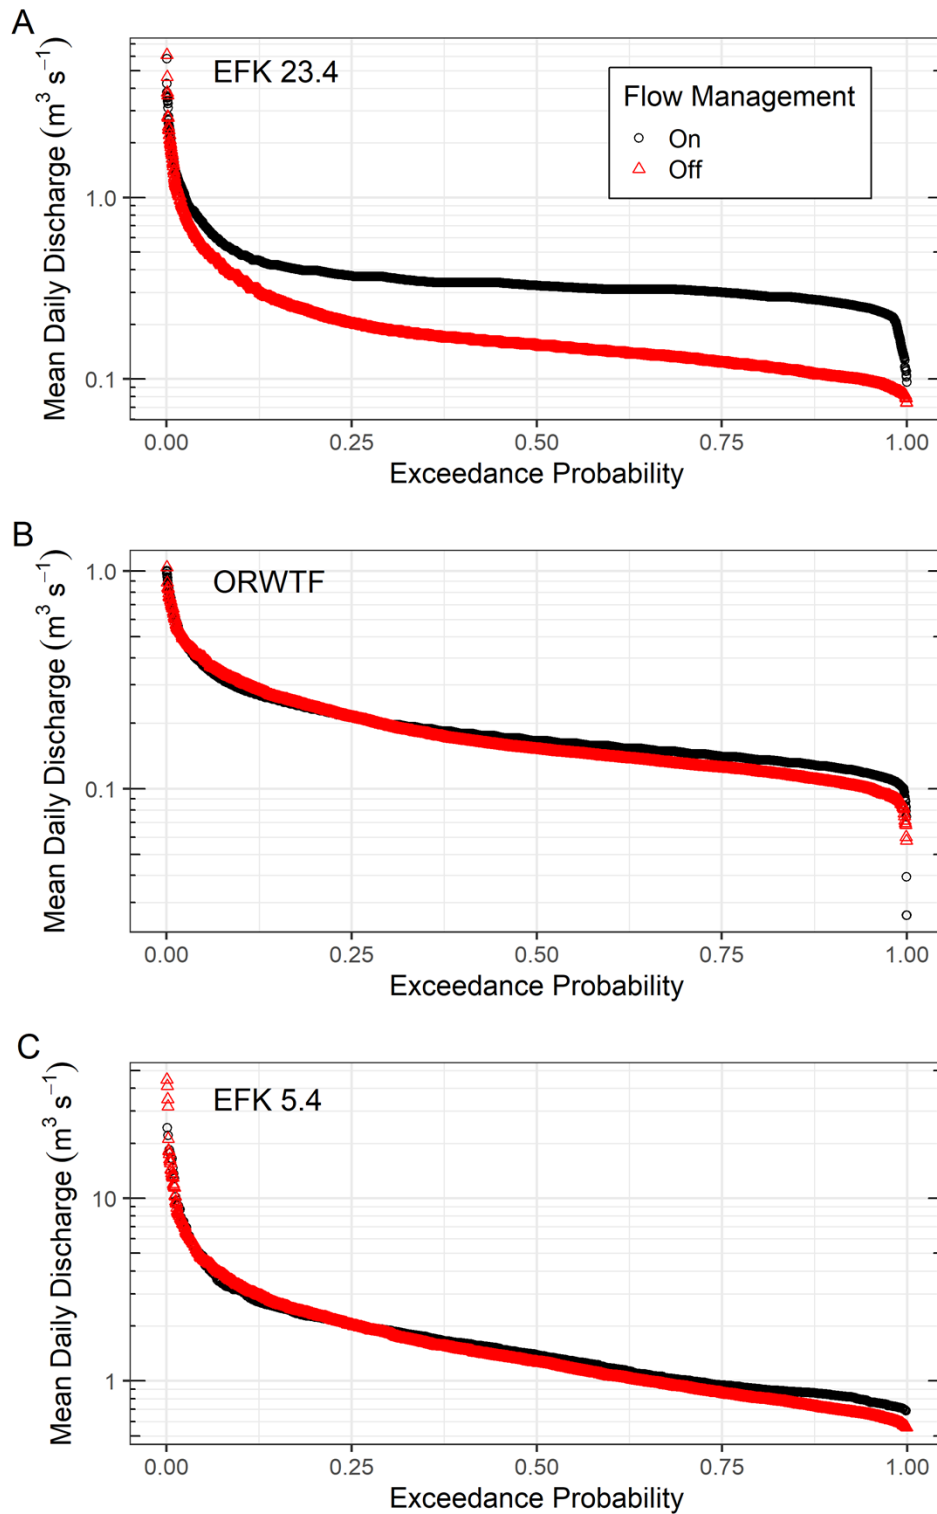 A
EFK 23.4
Flow Management
On
Off
1.0
0.1
Mean Daily Discharge (m³ s⁻¹)
0.00 0.25 0.50 0.75 1.00
Exceedance Probability
B
ORWTF
1.0
0.1
Mean Daily Discharge (m³ s⁻¹)
0.00 0.25 0.50 0.75 1.00
Exceedance Probability
C
EFK 5.4
10
1
Mean Daily Discharge (m³ s⁻¹)
0.00 0.25 0.50 0.75 1.00
Exceedance Probability